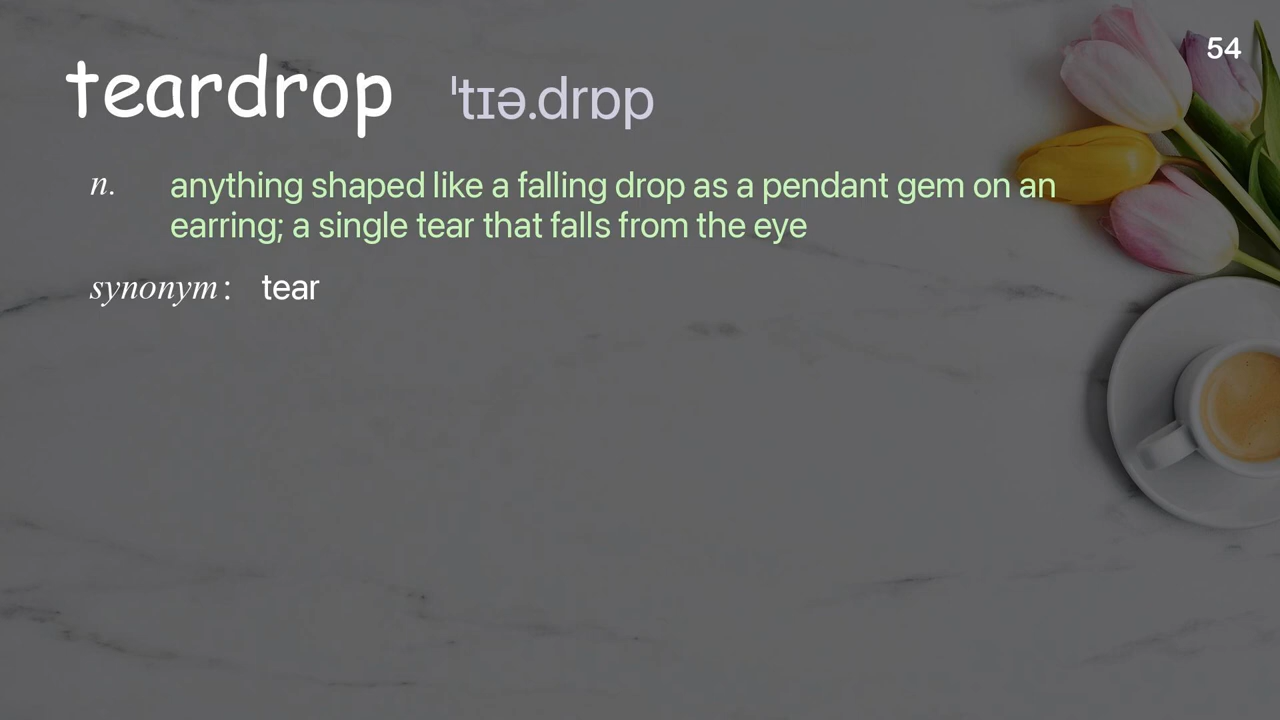 54
teardrop ˈtɪə.drɒp
n. anything shaped like a falling drop as a pendant gem on an
earring; a single tear that falls from the eye
synonym: tear